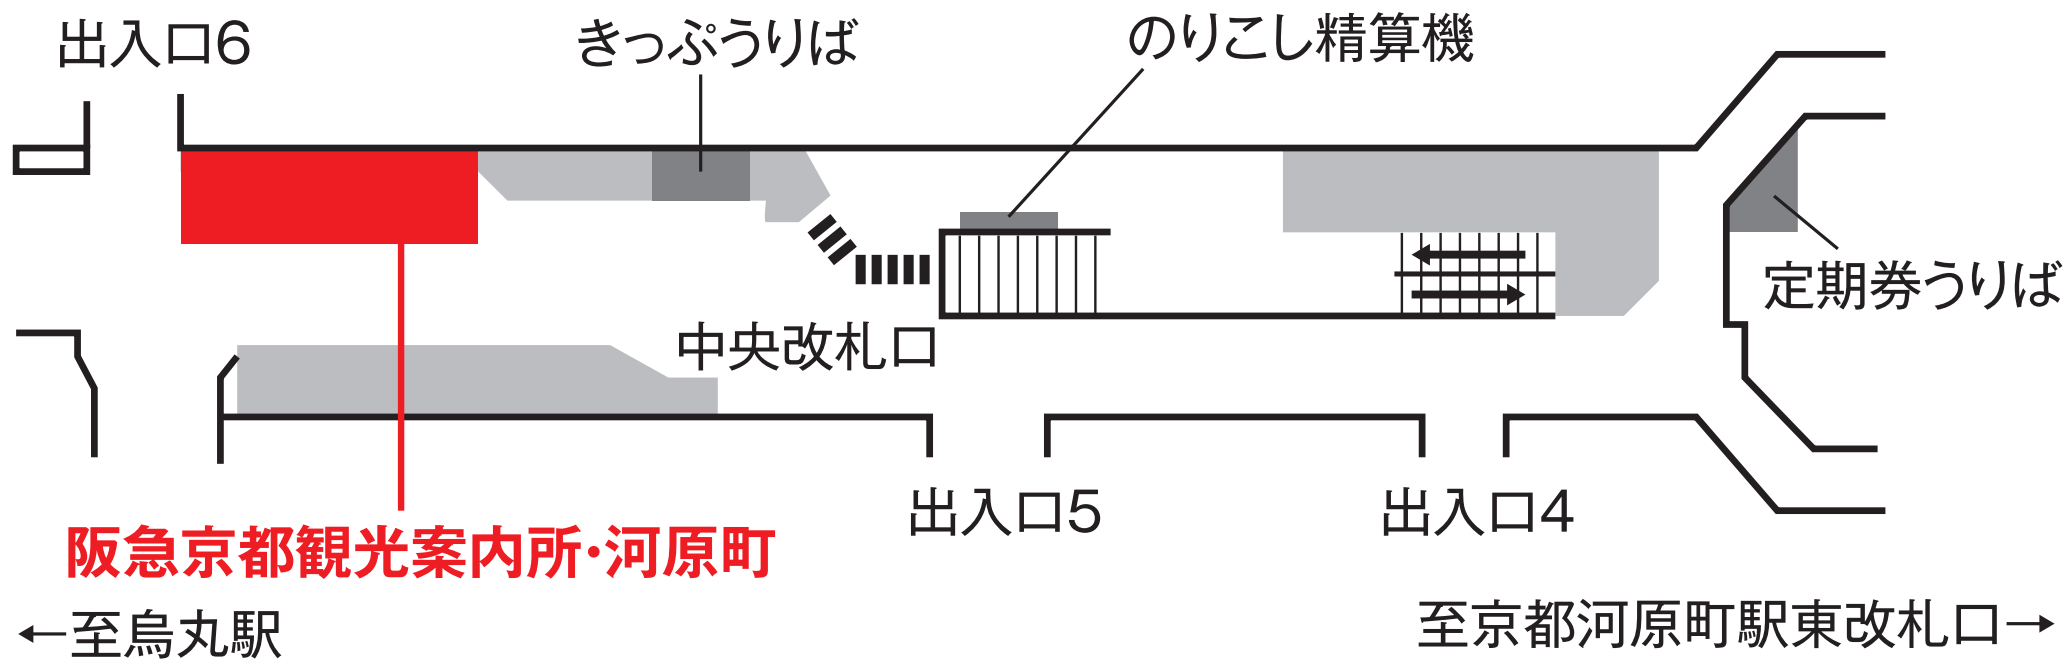 出入口6
きっぷうりば
のりこし精算機
定期券うりば
中央改札口
出入口5
出入口4
阪急京都観光案内所・河原町
←至烏丸駅
至京都河原町駅東改札口→